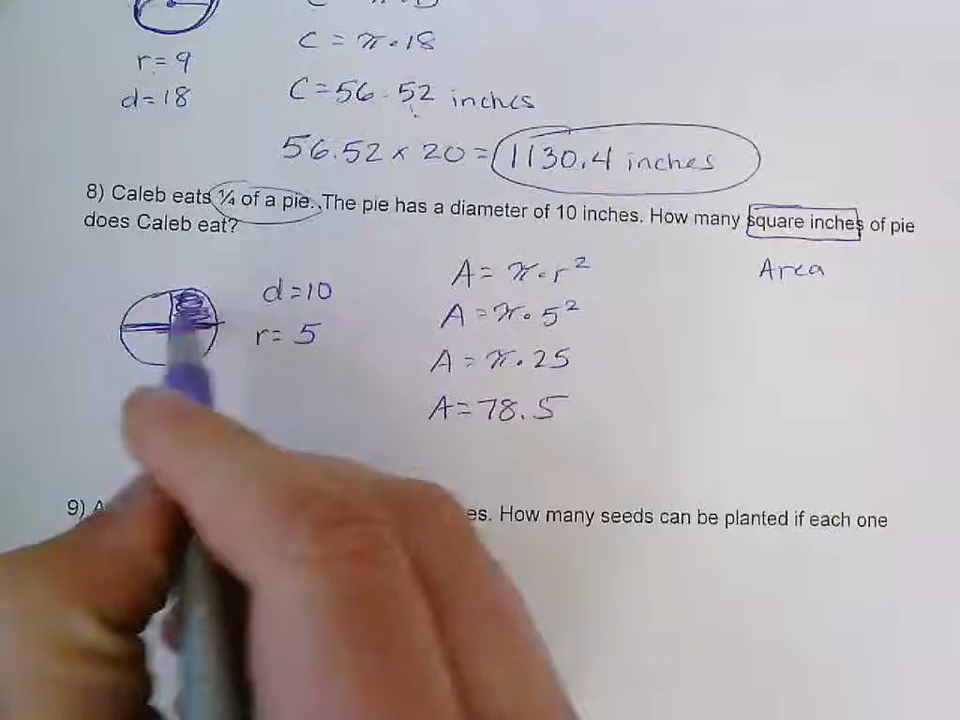 r=9
d=18
C = π·18
C=56.52 inches
56.52 x 20 = 1130.4 inches
8) Caleb eats ¼ of a pie. The pie has a diameter of 10 inches. How many square inches of pie
does Caleb eat?
d=10
r= 5
A= π·r²
A=π·5²
A=π·25
A=78.5
Area
9) A
es. How many seeds can be planted if each one